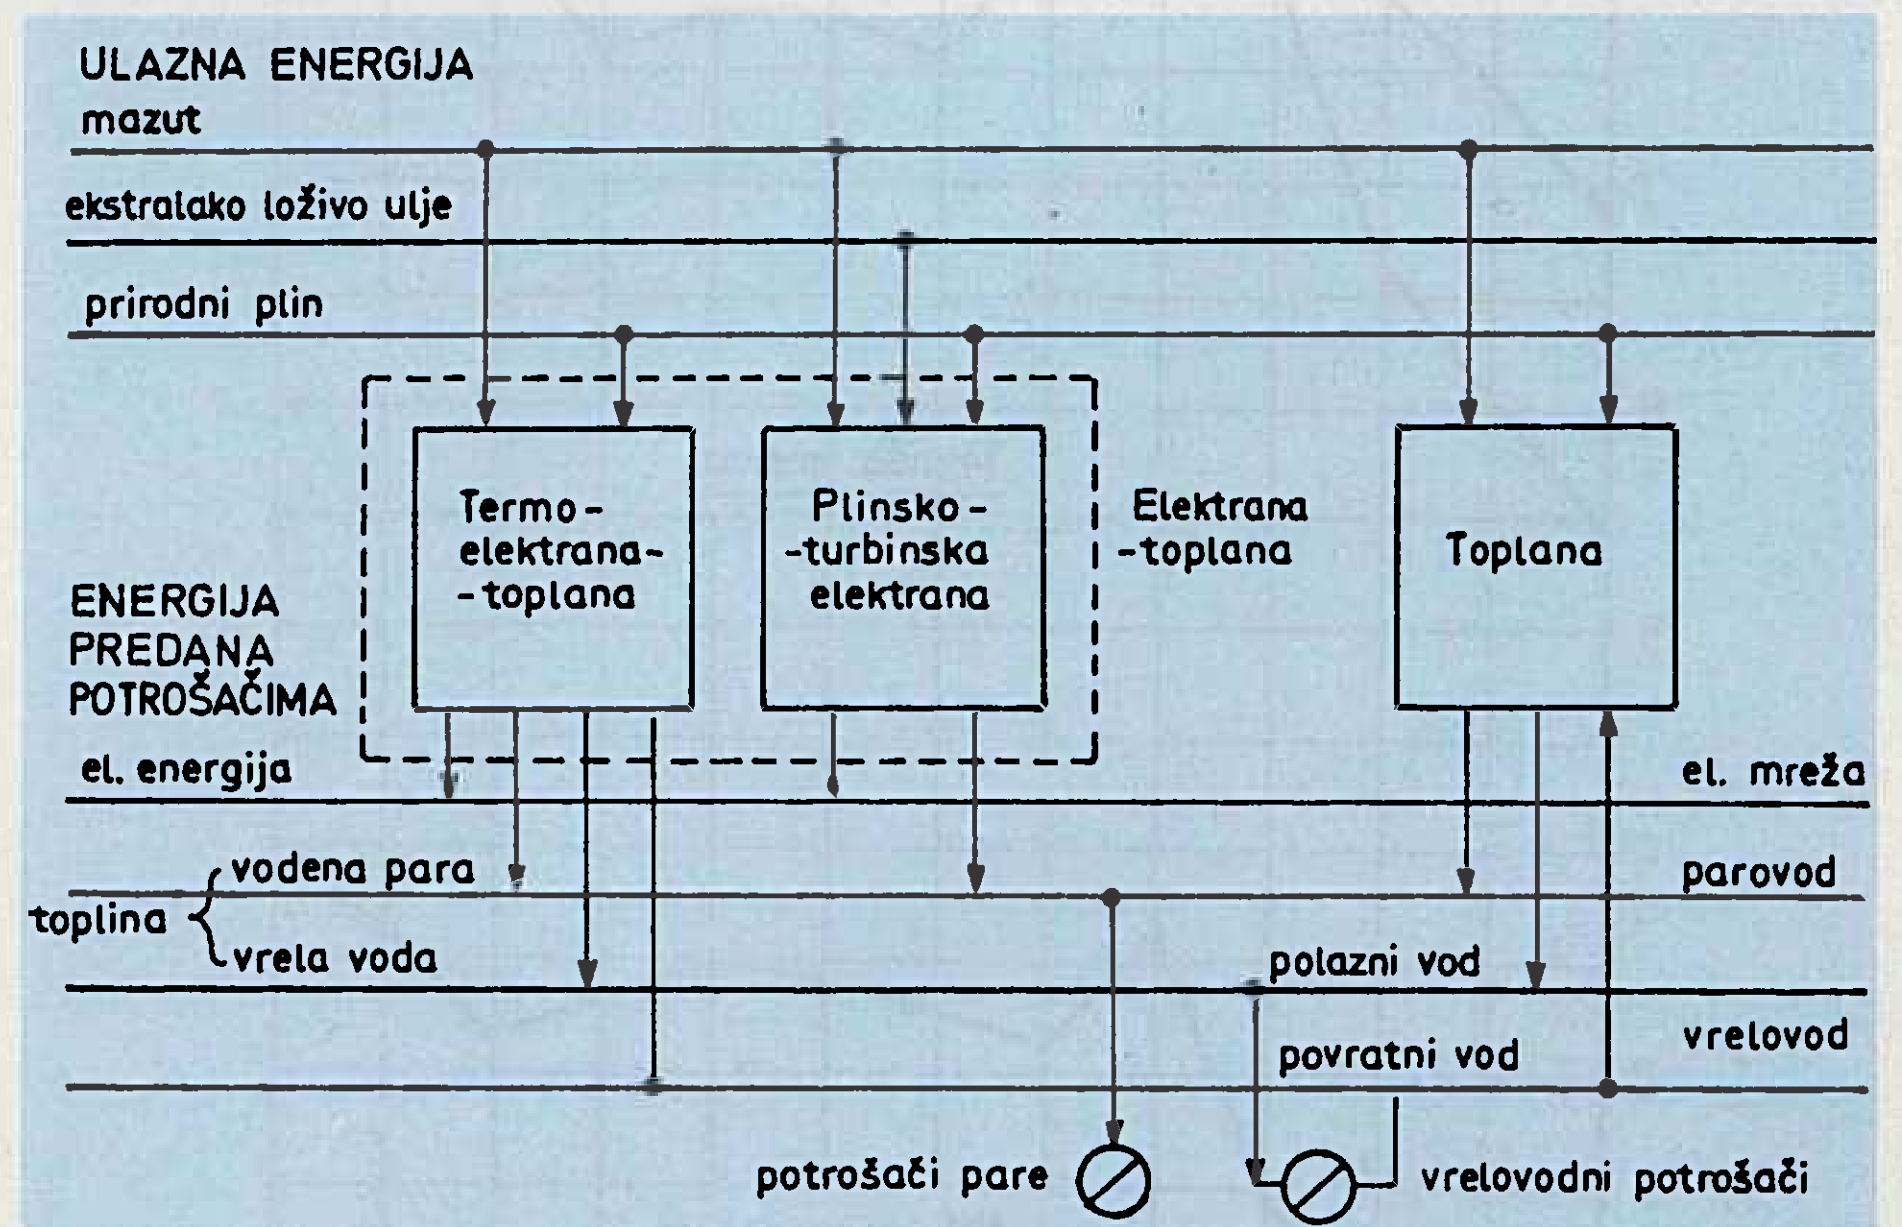 ULAZNA ENERGIJA
mazut
ekstralako loživo ulje
prirodni plin
Termo-
elektrana-
-toplana
Plinsko-
-turbinska
elektrana
Elektrana
-toplana
Toplana
ENERGIJA
PREDANA
POTROŠAČIMA
el. energija
el. mreža
vodena para
parovod
toplina
vrela voda
polazni vod
povratni vod
vrelovod
potrošači pare
vrelovodni potrošači